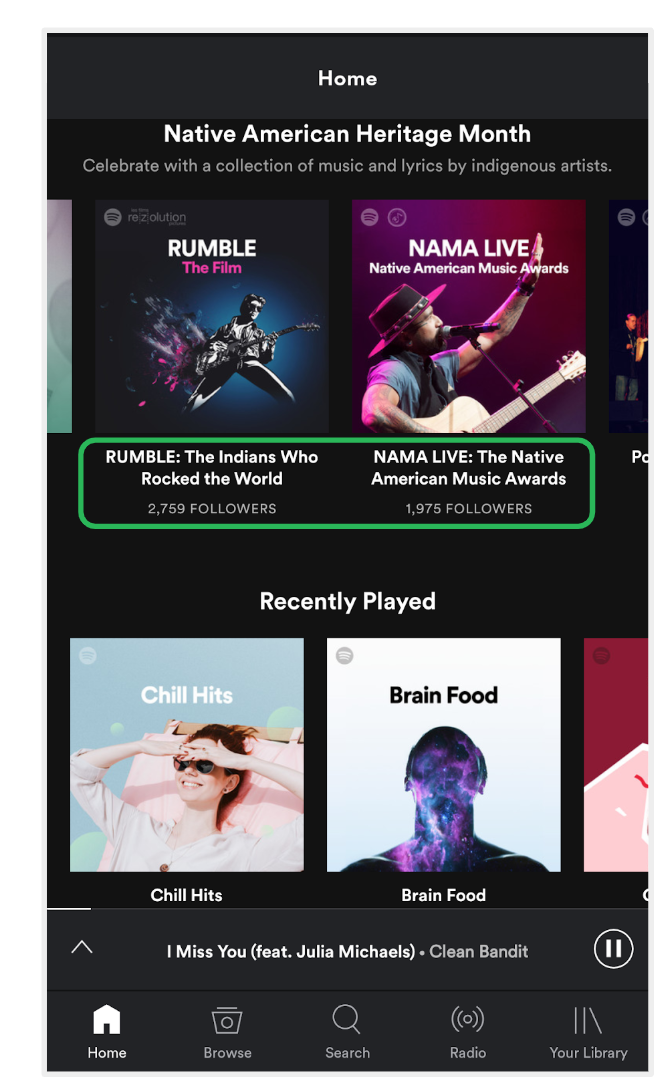 Home
Native American Heritage Month
Celebrate with a collection of music and lyrics by indigenous artists.
re|z|olution
RUMBLE
The Film
NAMA LIVE
Native American Music Awards
RUMBLE: The Indians Who
Rocked the World
2,759 FOLLOWERS
NAMA LIVE: The Native
American Music Awards
1,975 FOLLOWERS
Recently Played
Chill Hits
Brain Food
Chill Hits
Brain Food
I Miss You (feat. Julia Michaels) • Clean Bandit
Home
Browse
Search
Radio
Your Library